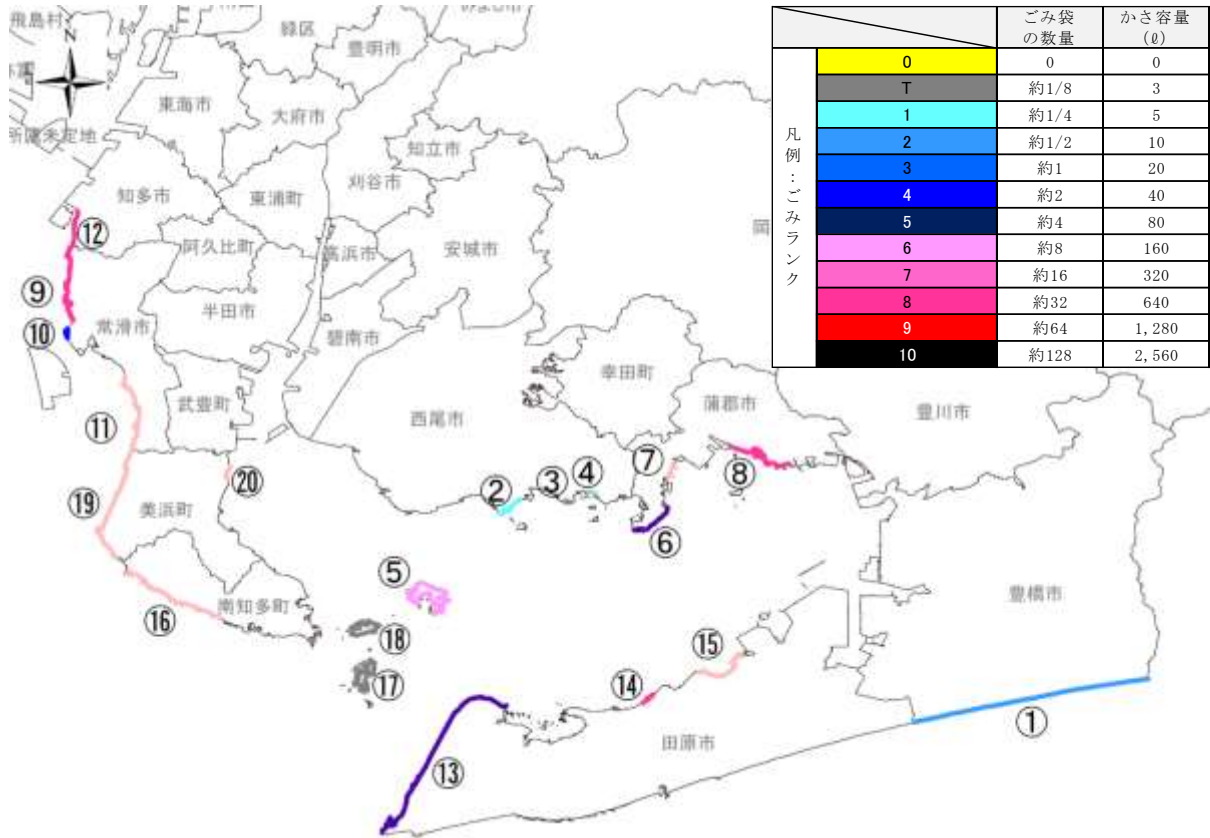 飛島村
N
緑区
豊明市
東海市
大府市
所属未定地
知立市
知多市
東浦町
刈谷市
⑫
阿久比町
高浜市
安城市
⑨
半田市
⑩
常滑市
碧南市
幸田町
武豊町
西尾市
蒲郡市
豊川市
⑪
⑦
⑧
⑳
②
③
④
⑲
美浜町
⑥
⑤
豊橋市
⑯
南知多町
⑱
⑮
⑰
⑭
①
田原市
⑬
ごみ袋の数量
かさ容量(ℓ)
凡例:ごみランク
0 0 0
T 約1/8 3
1 約1/4 5
2 約1/2 10
3 約1 20
4 約2 40
5 約4 80
6 約8 160
7 約16 320
8 約32 640
9 約64 1,280
10 約128 2,560